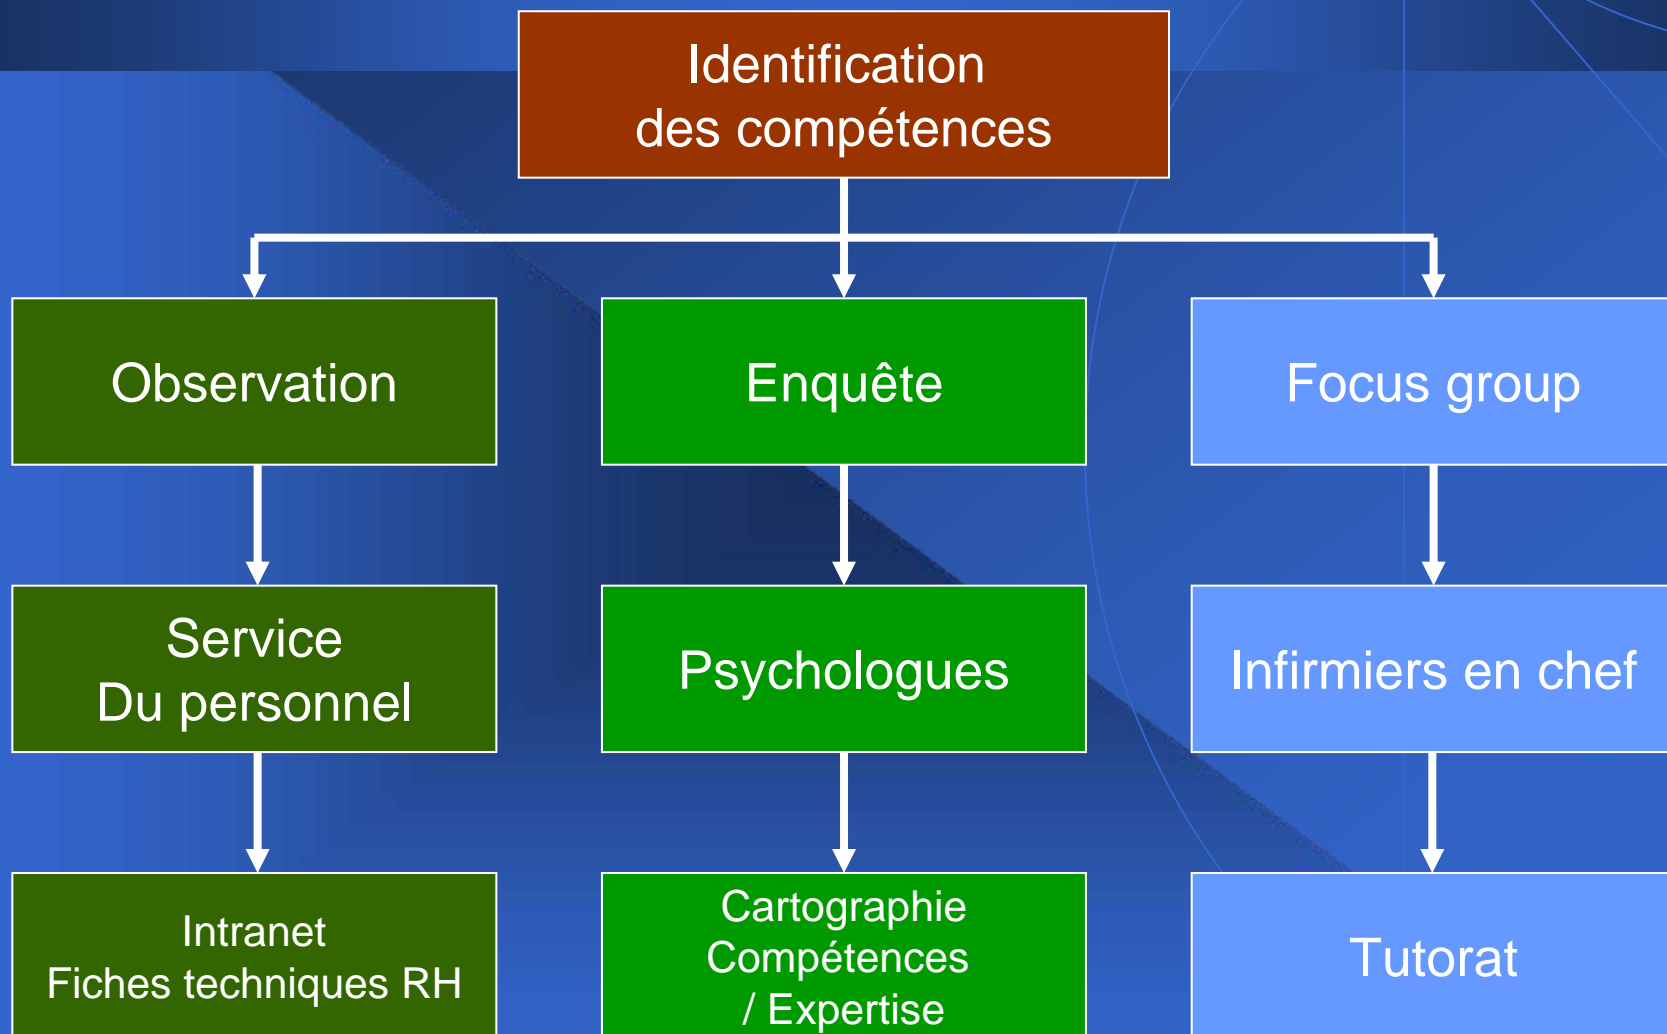 Identification
des compétences
Observation
Enquête
Focus group
Service
Du personnel
Psychologues
Infirmiers en chef
Intranet
Fiches techniques RH
Cartographie
Compétences
/ Expertise
Tutorat